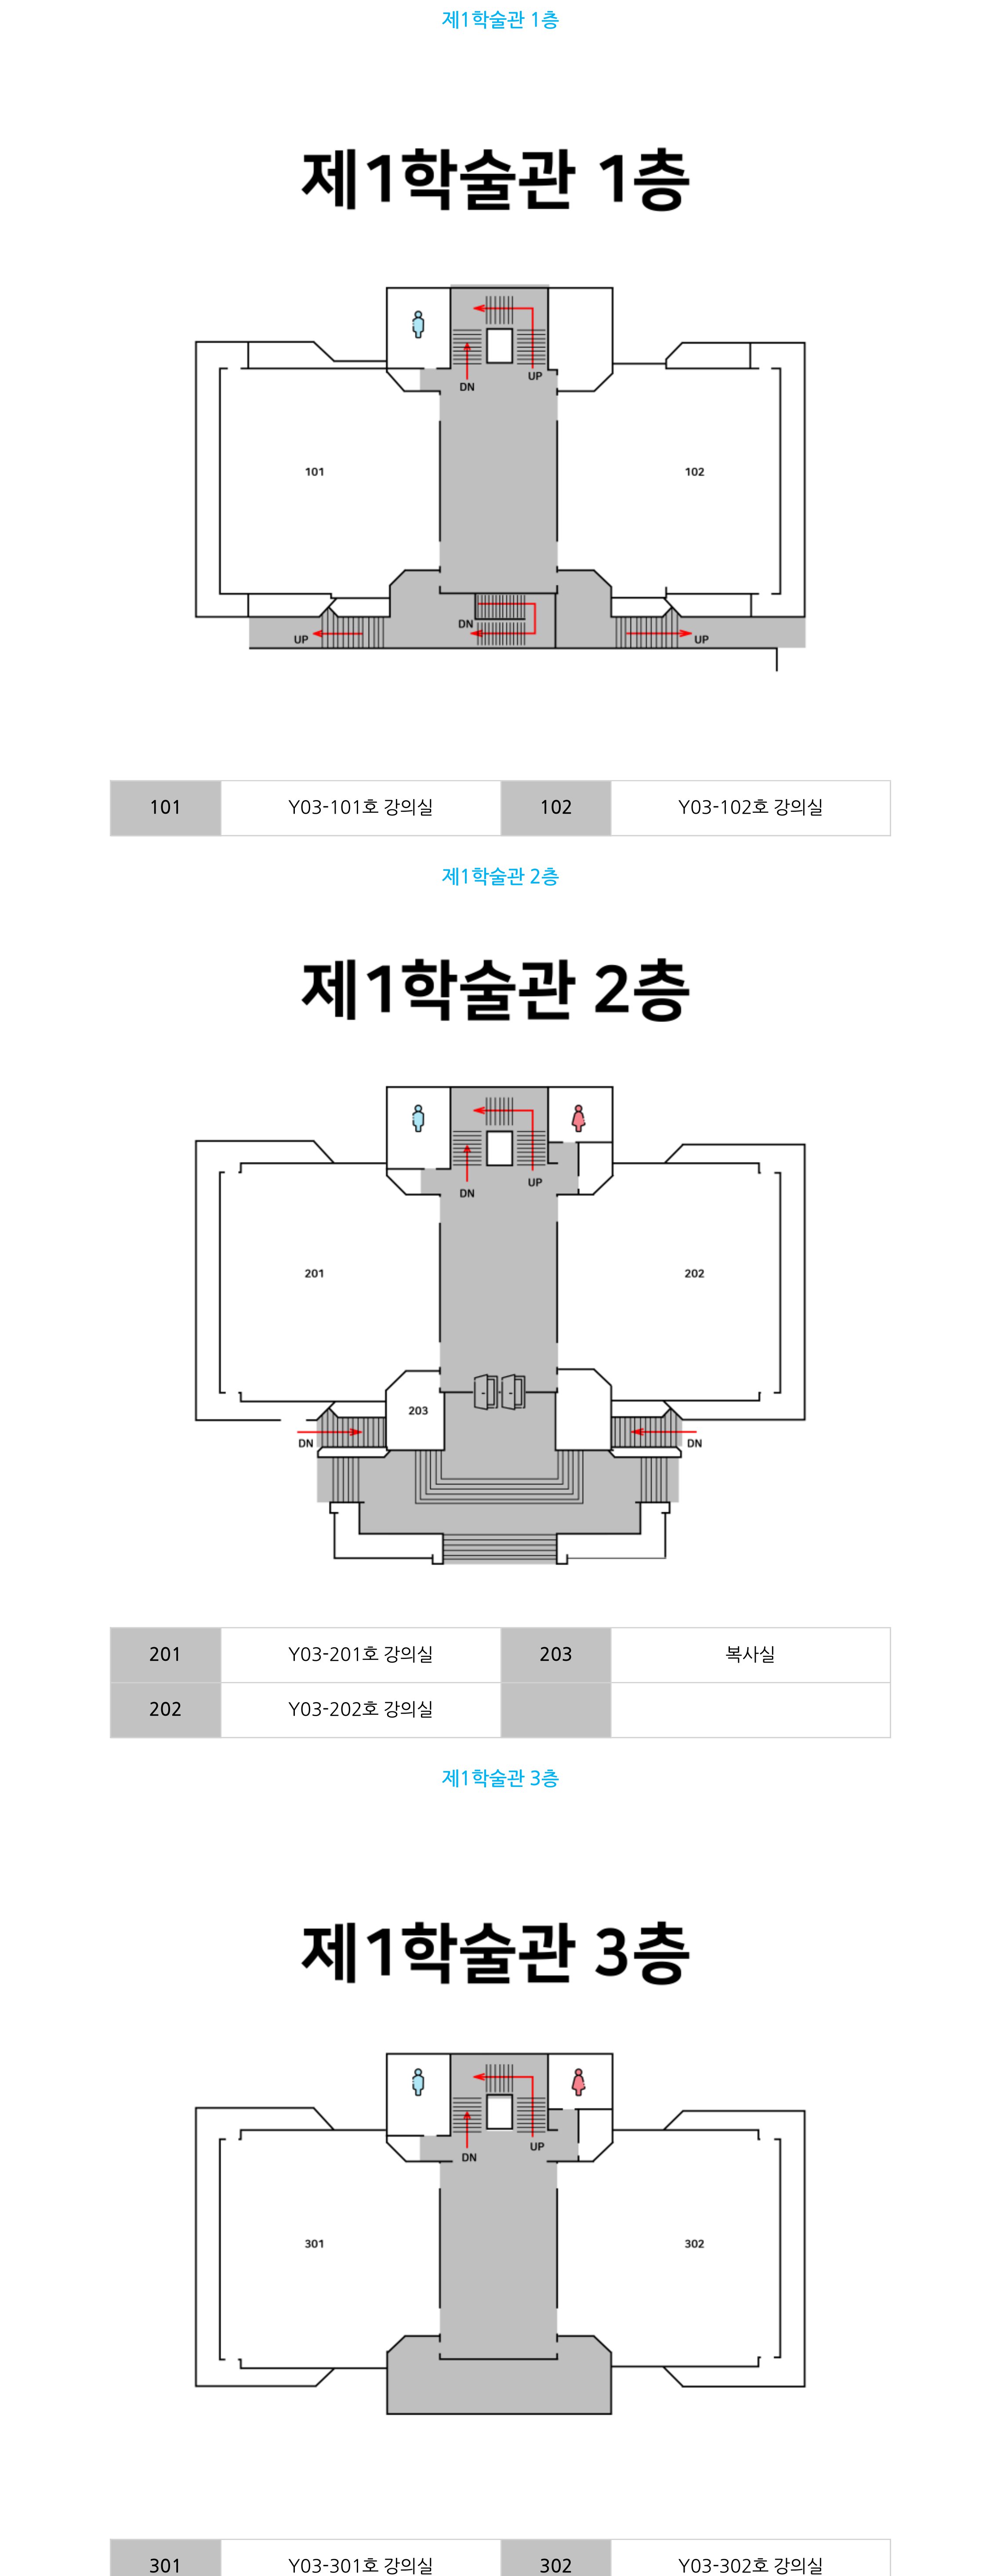 제1학술관 1층
제1학술관 1층
DN UP
101 102
DN
UP UP
101 Y03-101호 강의실 102 Y03-102호 강의실
제1학술관 2층
제1학술관 2층
DN UP
201 202
203
DN DN
201 Y03-201호 강의실 203 복사실
202 Y03-202호 강의실
제1학술관 3층
제1학술관 3층
DN UP
301 302
301 Y03-301호 강의실 302 Y03-302호 강의실